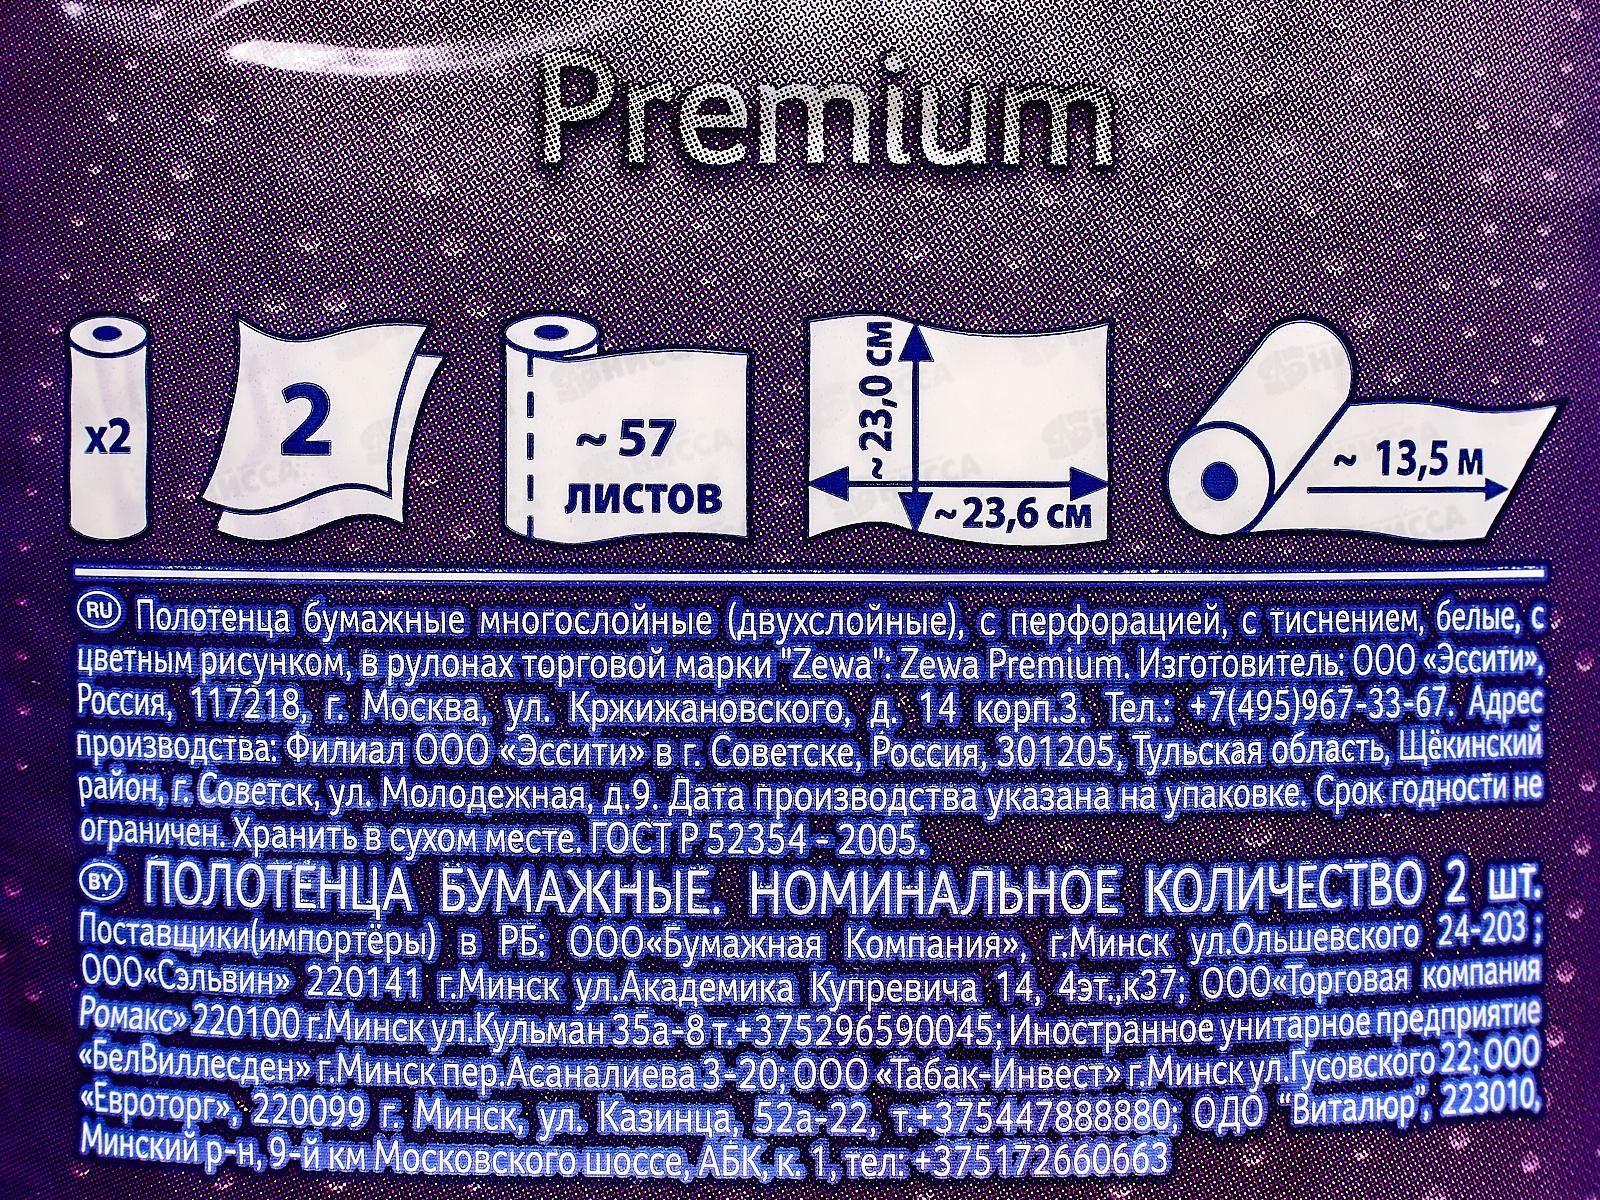 Premium
x2
2
~ 57
ЛИСТОВ
~23,0 см
~23,6 см
~ 13,5 м
RU Полотенца бумажные многослойные (двухслойные), с перфорацией, с тиснением, белые, с
цветным рисунком, в рулонах торговой марки "Zewa": Zewa Premium. Изготовитель: ООО «Эссити»,
Россия, 117218, г. Москва, ул. Кржижановского, д. 14 корп.3. Тел.: +7(495)967-33-67. Адрес
производства: Филиал ООО «Эссити» в г. Советске, Россия, 301205, Тульская область, Щёкинский
район, г. Советск, ул. Молодежная, д.9. Дата производства указана на упаковке. Срок годности не
ограничен. Хранить в сухом месте. ГОСТ Р 52354 - 2005.
BY ПОЛОТЕНЦА БУМАЖНЫЕ. НОМИНАЛЬНОЕ КОЛИЧЕСТВО 2 шт.
Поставщики(импортёры) в РБ: ООО«Бумажная Компания», г.Минск ул.Ольшевского 24-203 ;
ООО«Сэльвин» 220141 г.Минск ул.Академика Купревича 14, 4эт.,к37; ООО«Торговая компания
Ромакс» 220100 г.Минск ул.Кульман 35а-8 т.+375296590045; Иностранное унитарное предприятие
«БелВиллесден» г.Минск пер.Асаналиева 3-20; ООО «Табак-Инвест» г.Минск ул.Гусовского 22; ООО
«Евроторг», 220099 г. Минск, ул. Казинца, 52а-22, т.+375447888880; ОДО "Виталюр", 223010,
Минский р-н, 9-й км Московского шоссе, АБК, к. 1, тел: +375172660663